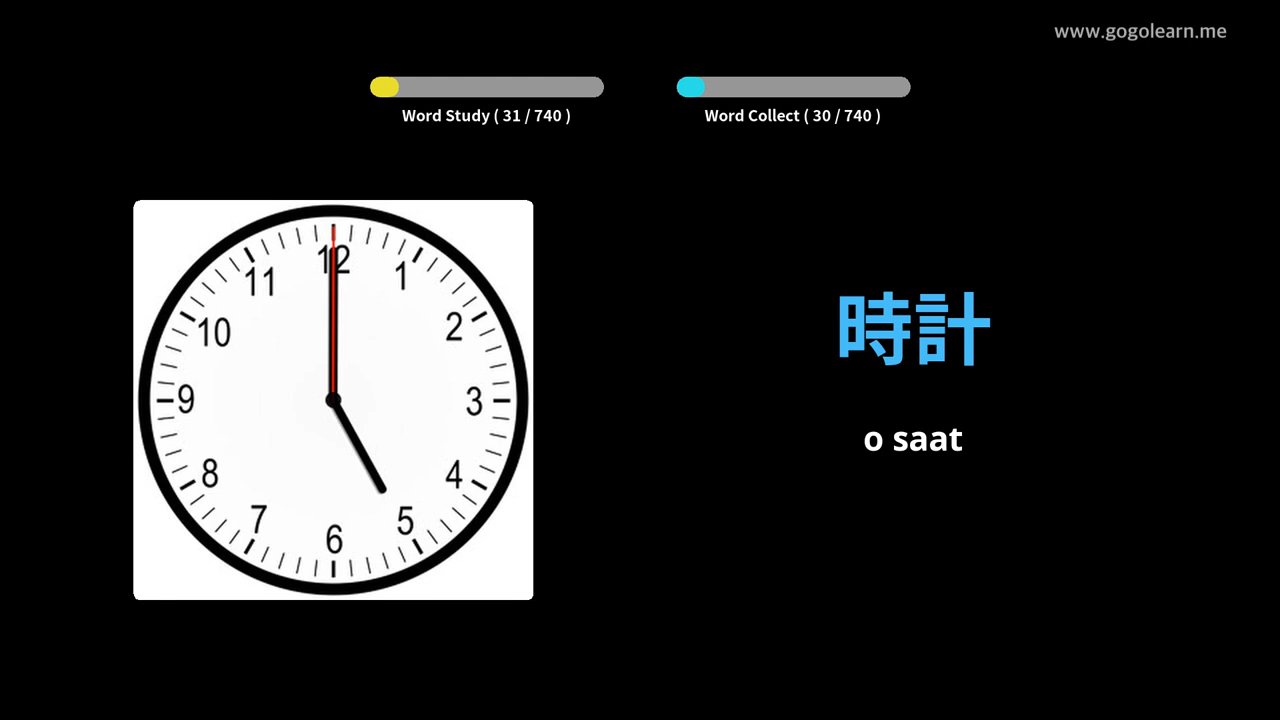 www.gogolearn.me
Word Study ( 31 / 740 )
Word Collect ( 30 / 740 )
12
1
2
3
4
5
6
7
8
9
10
11
時計
o saat